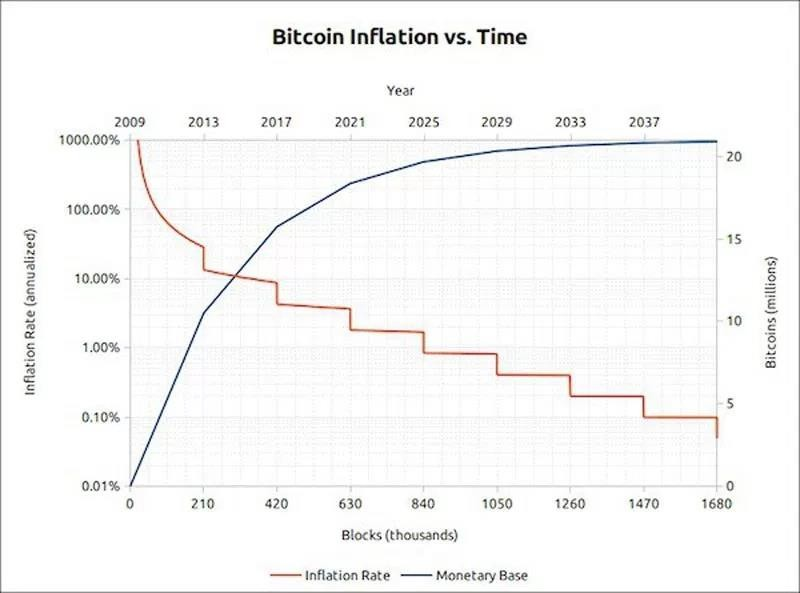 Bitcoin Inflation vs. Time
Year
2009 2013 2017 2021 2025 2029 2033 2037
1000.00%
100.00%
10.00%
1.00%
0.10%
0.01%
Inflation Rate (annualized)
20
15
10
5
0
Bitcoins (millions)
0 210 420 630 840 1050 1260 1470 1680
Blocks (thousands)
Inflation Rate Monetary Base